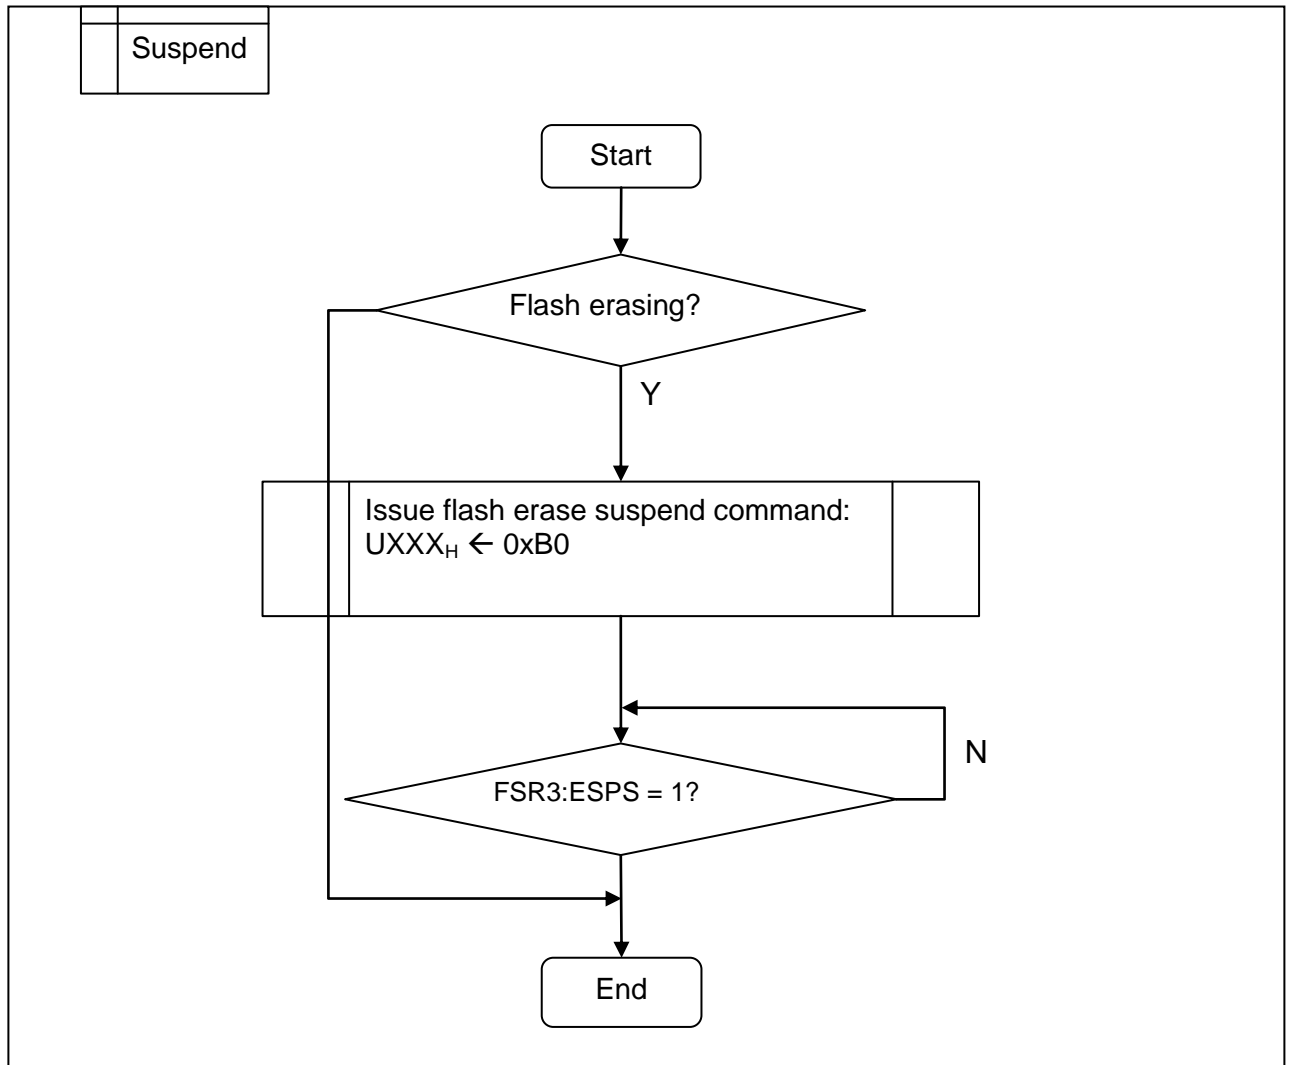 Suspend
Start
Flash erasing?
Y
Issue flash erase suspend command:
UXXXH ← 0xB0
N
FSR3:ESPS = 1?
End